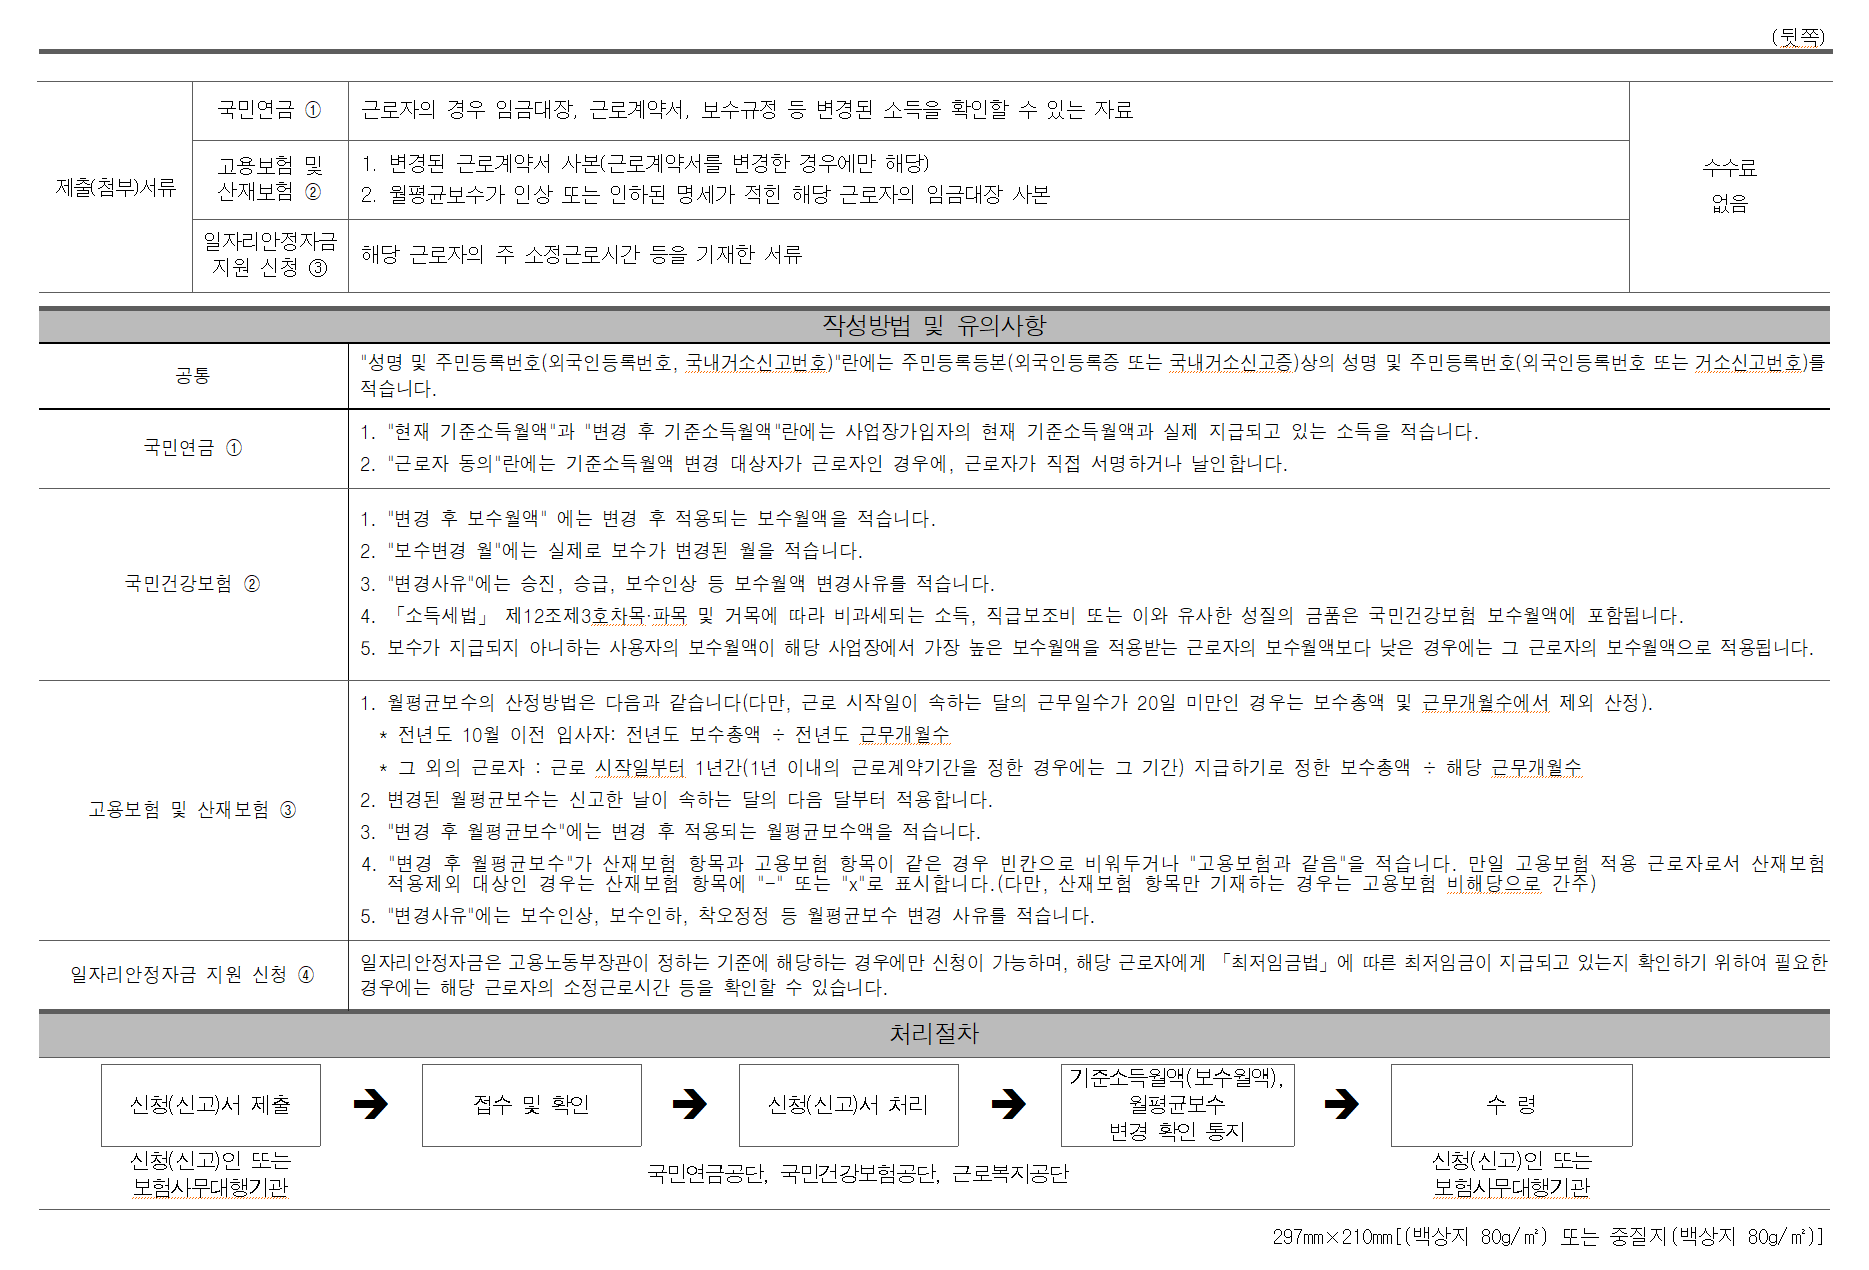 (뒷쪽)
제출(첨부)서류
국민연금 ①
근로자의 경우 임금대장, 근로계약서, 보수규정 등 변경된 소득을 확인할 수 있는 자료
고용보험 및
산재보험 ②
1. 변경된 근로계약서 사본(근로계약서를 변경한 경우에만 해당)
2. 월평균보수가 인상 또는 인하된 명세가 적힌 해당 근로자의 임금대장 사본
일자리안정자금
지원 신청 ③
해당 근로자의 주 소정근로시간 등을 기재한 서류
수수료
없음
작성방법 및 유의사항
공통
"성명 및 주민등록번호(외국인등록번호, 국내거소신고번호)"란에는 주민등록등본(외국인등록증 또는 국내거소신고증)상의 성명 및 주민등록번호(외국인등록번호 또는 거소신고번호)를
적습니다.
국민연금 ①
1. "현재 기준소득월액"과 "변경 후 기준소득월액"란에는 사업장가입자의 현재 기준소득월액과 실제 지급되고 있는 소득을 적습니다.
2. "근로자 동의"란에는 기준소득월액 변경 대상자가 근로자인 경우에, 근로자가 직접 서명하거나 날인합니다.
국민건강보험 ②
1. "변경 후 보수월액" 에는 변경 후 적용되는 보수월액을 적습니다.
2. "보수변경 월"에는 실제로 보수가 변경된 월을 적습니다.
3. "변경사유"에는 승진, 승급, 보수인상 등 보수월액 변경사유를 적습니다.
4. 「소득세법」 제12조제3호차목·파목 및 거목에 따라 비과세되는 소득, 직급보조비 또는 이와 유사한 성질의 금품은 국민건강보험 보수월액에 포함됩니다.
5. 보수가 지급되지 아니하는 사용자의 보수월액이 해당 사업장에서 가장 높은 보수월액을 적용받는 근로자의 보수월액보다 낮은 경우에는 그 근로자의 보수월액으로 적용됩니다.
고용보험 및 산재보험 ③
1. 월평균보수의 산정방법은 다음과 같습니다(다만, 근로 시작일이 속하는 달의 근무일수가 20일 미만인 경우는 보수총액 및 근무개월수에서 제외 산정).
* 전년도 10월 이전 입사자: 전년도 보수총액 ÷ 전년도 근무개월수
* 그 외의 근로자 : 근로 시작일부터 1년간(1년 이내의 근로계약기간을 정한 경우에는 그 기간) 지급하기로 정한 보수총액 ÷ 해당 근무개월수
2. 변경된 월평균보수는 신고한 날이 속하는 달의 다음 달부터 적용합니다.
3. "변경 후 월평균보수"에는 변경 후 적용되는 월평균보수액을 적습니다.
4. "변경 후 월평균보수"가 산재보험 항목과 고용보험 항목이 같은 경우 빈칸으로 비워두거나 "고용보험과 같음"을 적습니다. 만일 고용보험 적용 근로자로서 산재보험
적용제외 대상인 경우는 산재보험 항목에 "-" 또는 "x"로 표시합니다.(다만, 산재보험 항목만 기재하는 경우는 고용보험 비해당으로 간주)
5. "변경사유"에는 보수인상, 보수인하, 착오정정 등 월평균보수 변경 사유를 적습니다.
일자리안정자금 지원 신청 ④
일자리안정자금은 고용노동부장관이 정하는 기준에 해당하는 경우에만 신청이 가능하며, 해당 근로자에게 「최저임금법」에 따른 최저임금이 지급되고 있는지 확인하기 위하여 필요한
경우에는 해당 근로자의 소정근로시간 등을 확인할 수 있습니다.
처리절차
신청(신고)서 제출
➔
접수 및 확인
➔
신청(신고)서 처리
➔
기준소득월액(보수월액),
월평균보수
변경 확인 통지
➔
수 령
신청(신고)인 또는
보험사무대행기관
국민연금공단, 국민건강보험공단, 근로복지공단
신청(신고)인 또는
보험사무대행기관
297㎜×210㎜[(백상지 80g/㎡) 또는 중질지(백상지 80g/㎡)]